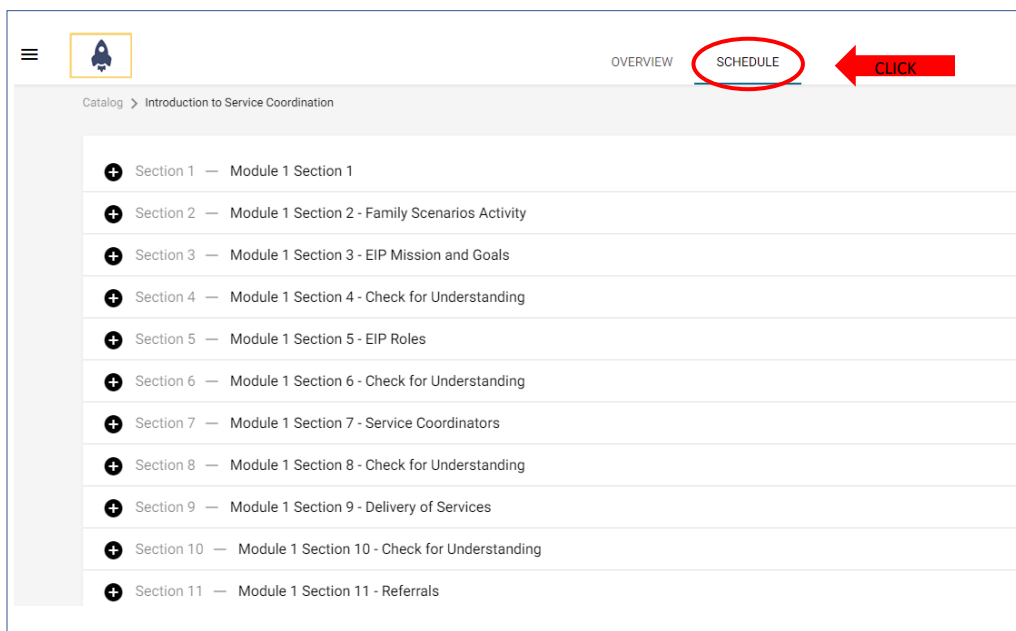 OVERVIEW SCHEDULE CLICK
Catalog > Introduction to Service Coordination
Section 1 — Module 1 Section 1
Section 2 — Module 1 Section 2 - Family Scenarios Activity
Section 3 — Module 1 Section 3 - EIP Mission and Goals
Section 4 — Module 1 Section 4 - Check for Understanding
Section 5 — Module 1 Section 5 - EIP Roles
Section 6 — Module 1 Section 6 - Check for Understanding
Section 7 — Module 1 Section 7 - Service Coordinators
Section 8 — Module 1 Section 8 - Check for Understanding
Section 9 — Module 1 Section 9 - Delivery of Services
Section 10 — Module 1 Section 10 - Check for Understanding
Section 11 — Module 1 Section 11 - Referrals